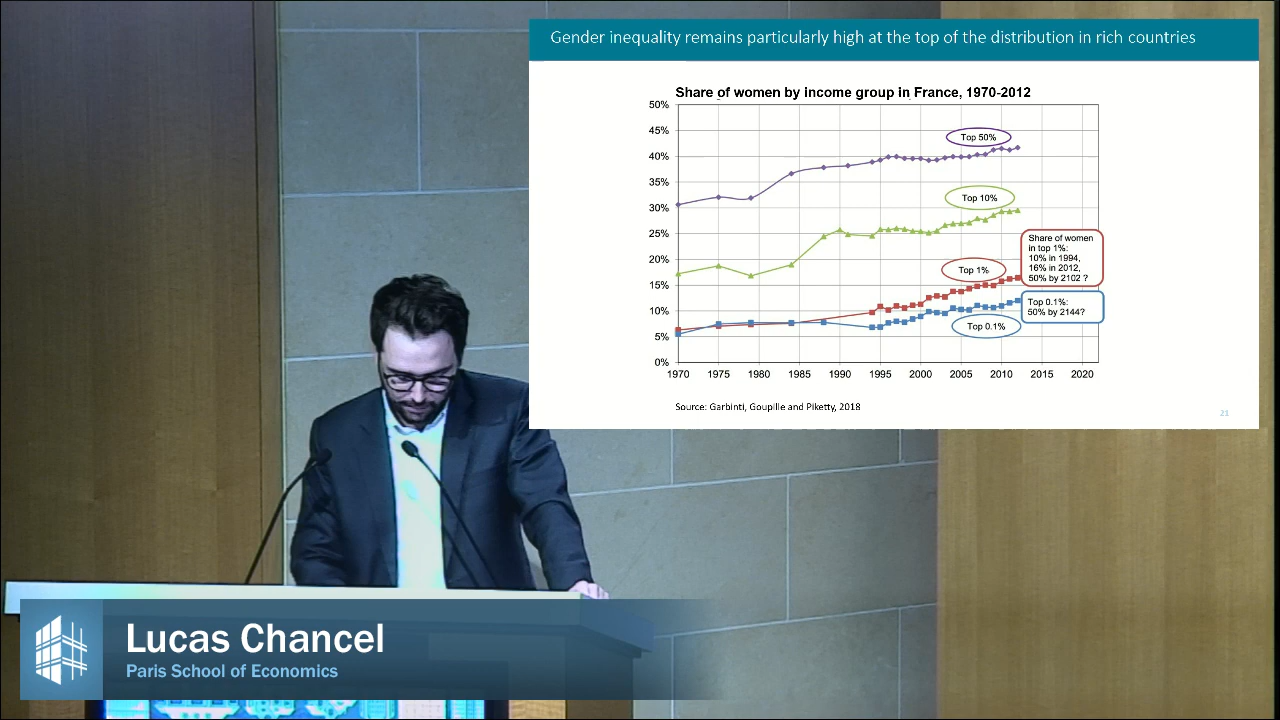 Gender inequality remains particularly high at the top of the distribution in rich countries
Share of women by income group in France, 1970-2012
50%
45%
40%
35%
30%
25%
20%
15%
10%
5%
0%
Top 50%
Top 10%
Top 1%
Top 0.1%
Share of women
in top 1%:
10% in 1994,
16% in 2012,
50% by 2102 ?
Top 0.1%:
50% by 2144?
1970 1975 1980 1985 1990 1995 2000 2005 2010 2015 2020
Source: Garbinti, Goupille and Piketty, 2018
21
Lucas Chancel
Paris School of Economics